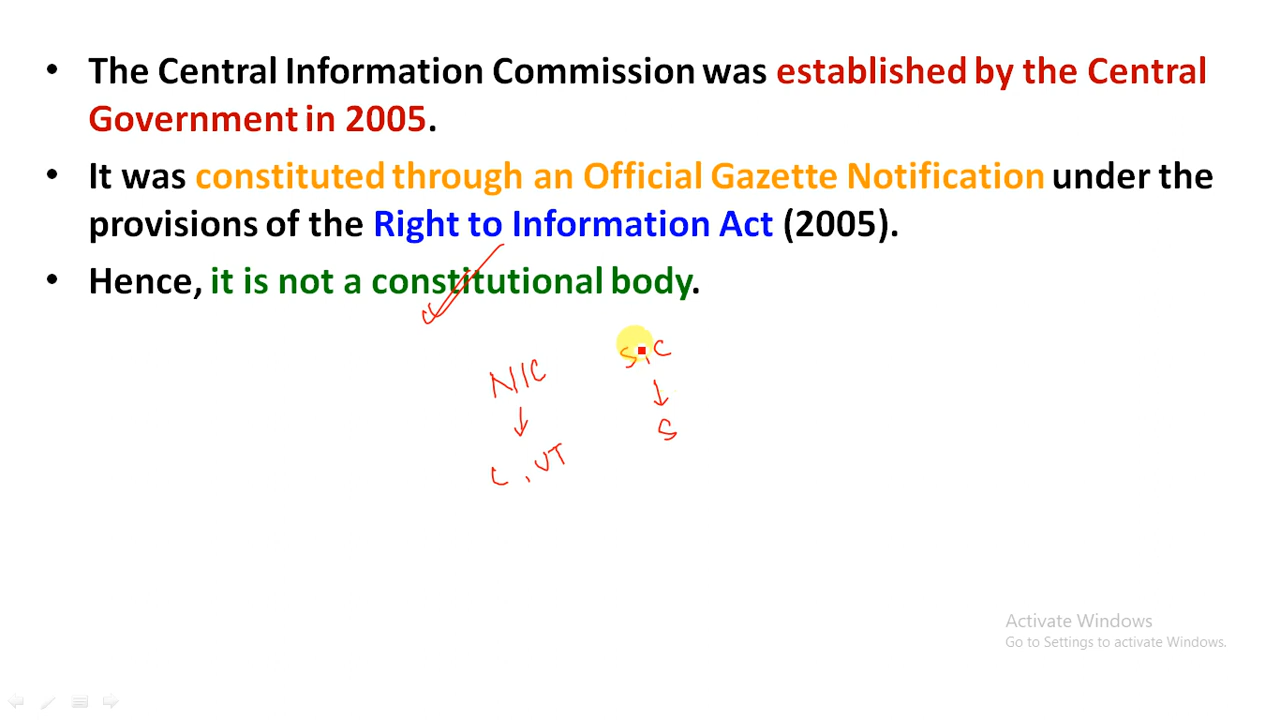 • The Central Information Commission was established by the Central
Government in 2005.
• It was constituted through an Official Gazette Notification under the
provisions of the Right to Information Act (2005).
• Hence, it is not a constitutional body.
NIC
SIC
C, UT
S
Activate Windows
Go to Settings to activate Windows.